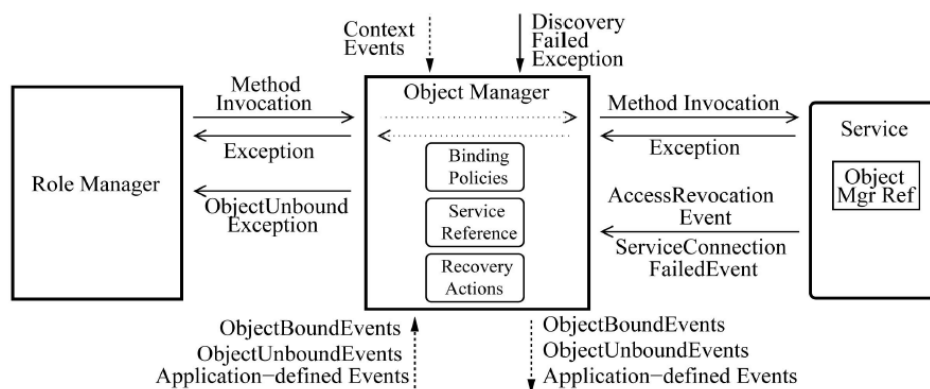 Context
Events
Discovery
Failed
Exception
Method
Invocation
Exception
ObjectUnbound
Exception
Role Manager
Object Manager
Binding
Policies
Service
Reference
Recovery
Actions
Method Invocation
Exception
AccessRevocation
Event
ServiceConnection
FailedEvent
Service
Object
Mgr Ref
ObjectBoundEvents
ObjectUnboundEvents
Application-defined Events
ObjectBoundEvents
ObjectUnboundEvents
Application-defined Events